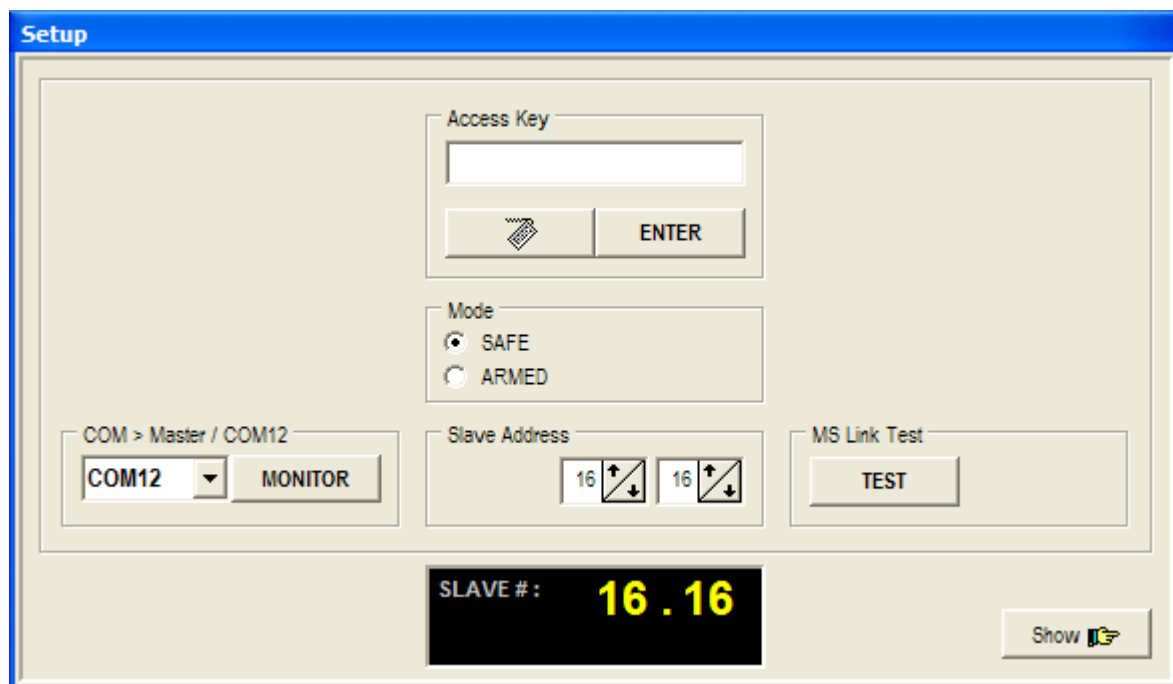 Setup
Access Key
ENTER
Mode
SAFE
ARMED
COM > Master / COM12
COM12
MONITOR
Slave Address
16 16
MS Link Test
TEST
SLAVE # : 16 . 16
Show